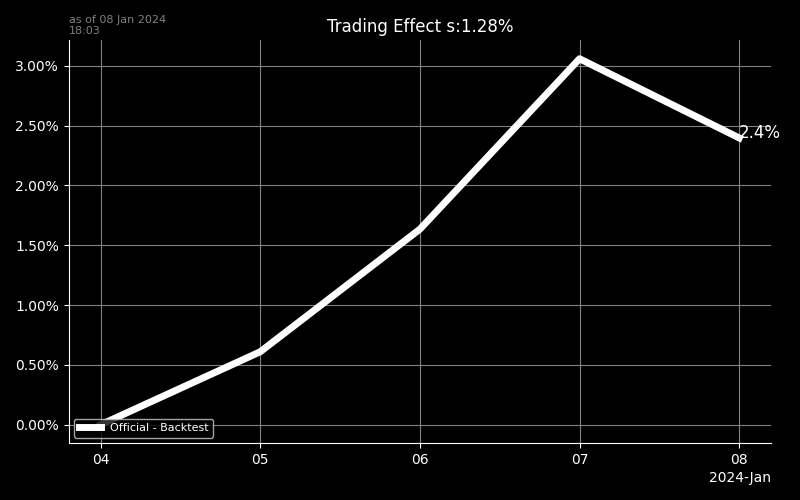 as of 08 Jan 2024
18:03
Trading Effect s:1.28%
3.00%
2.50%
2.4%
2.00%
1.50%
1.00%
0.50%
0.00%
Official - Backtest
04 05 06 07 08
2024-Jan